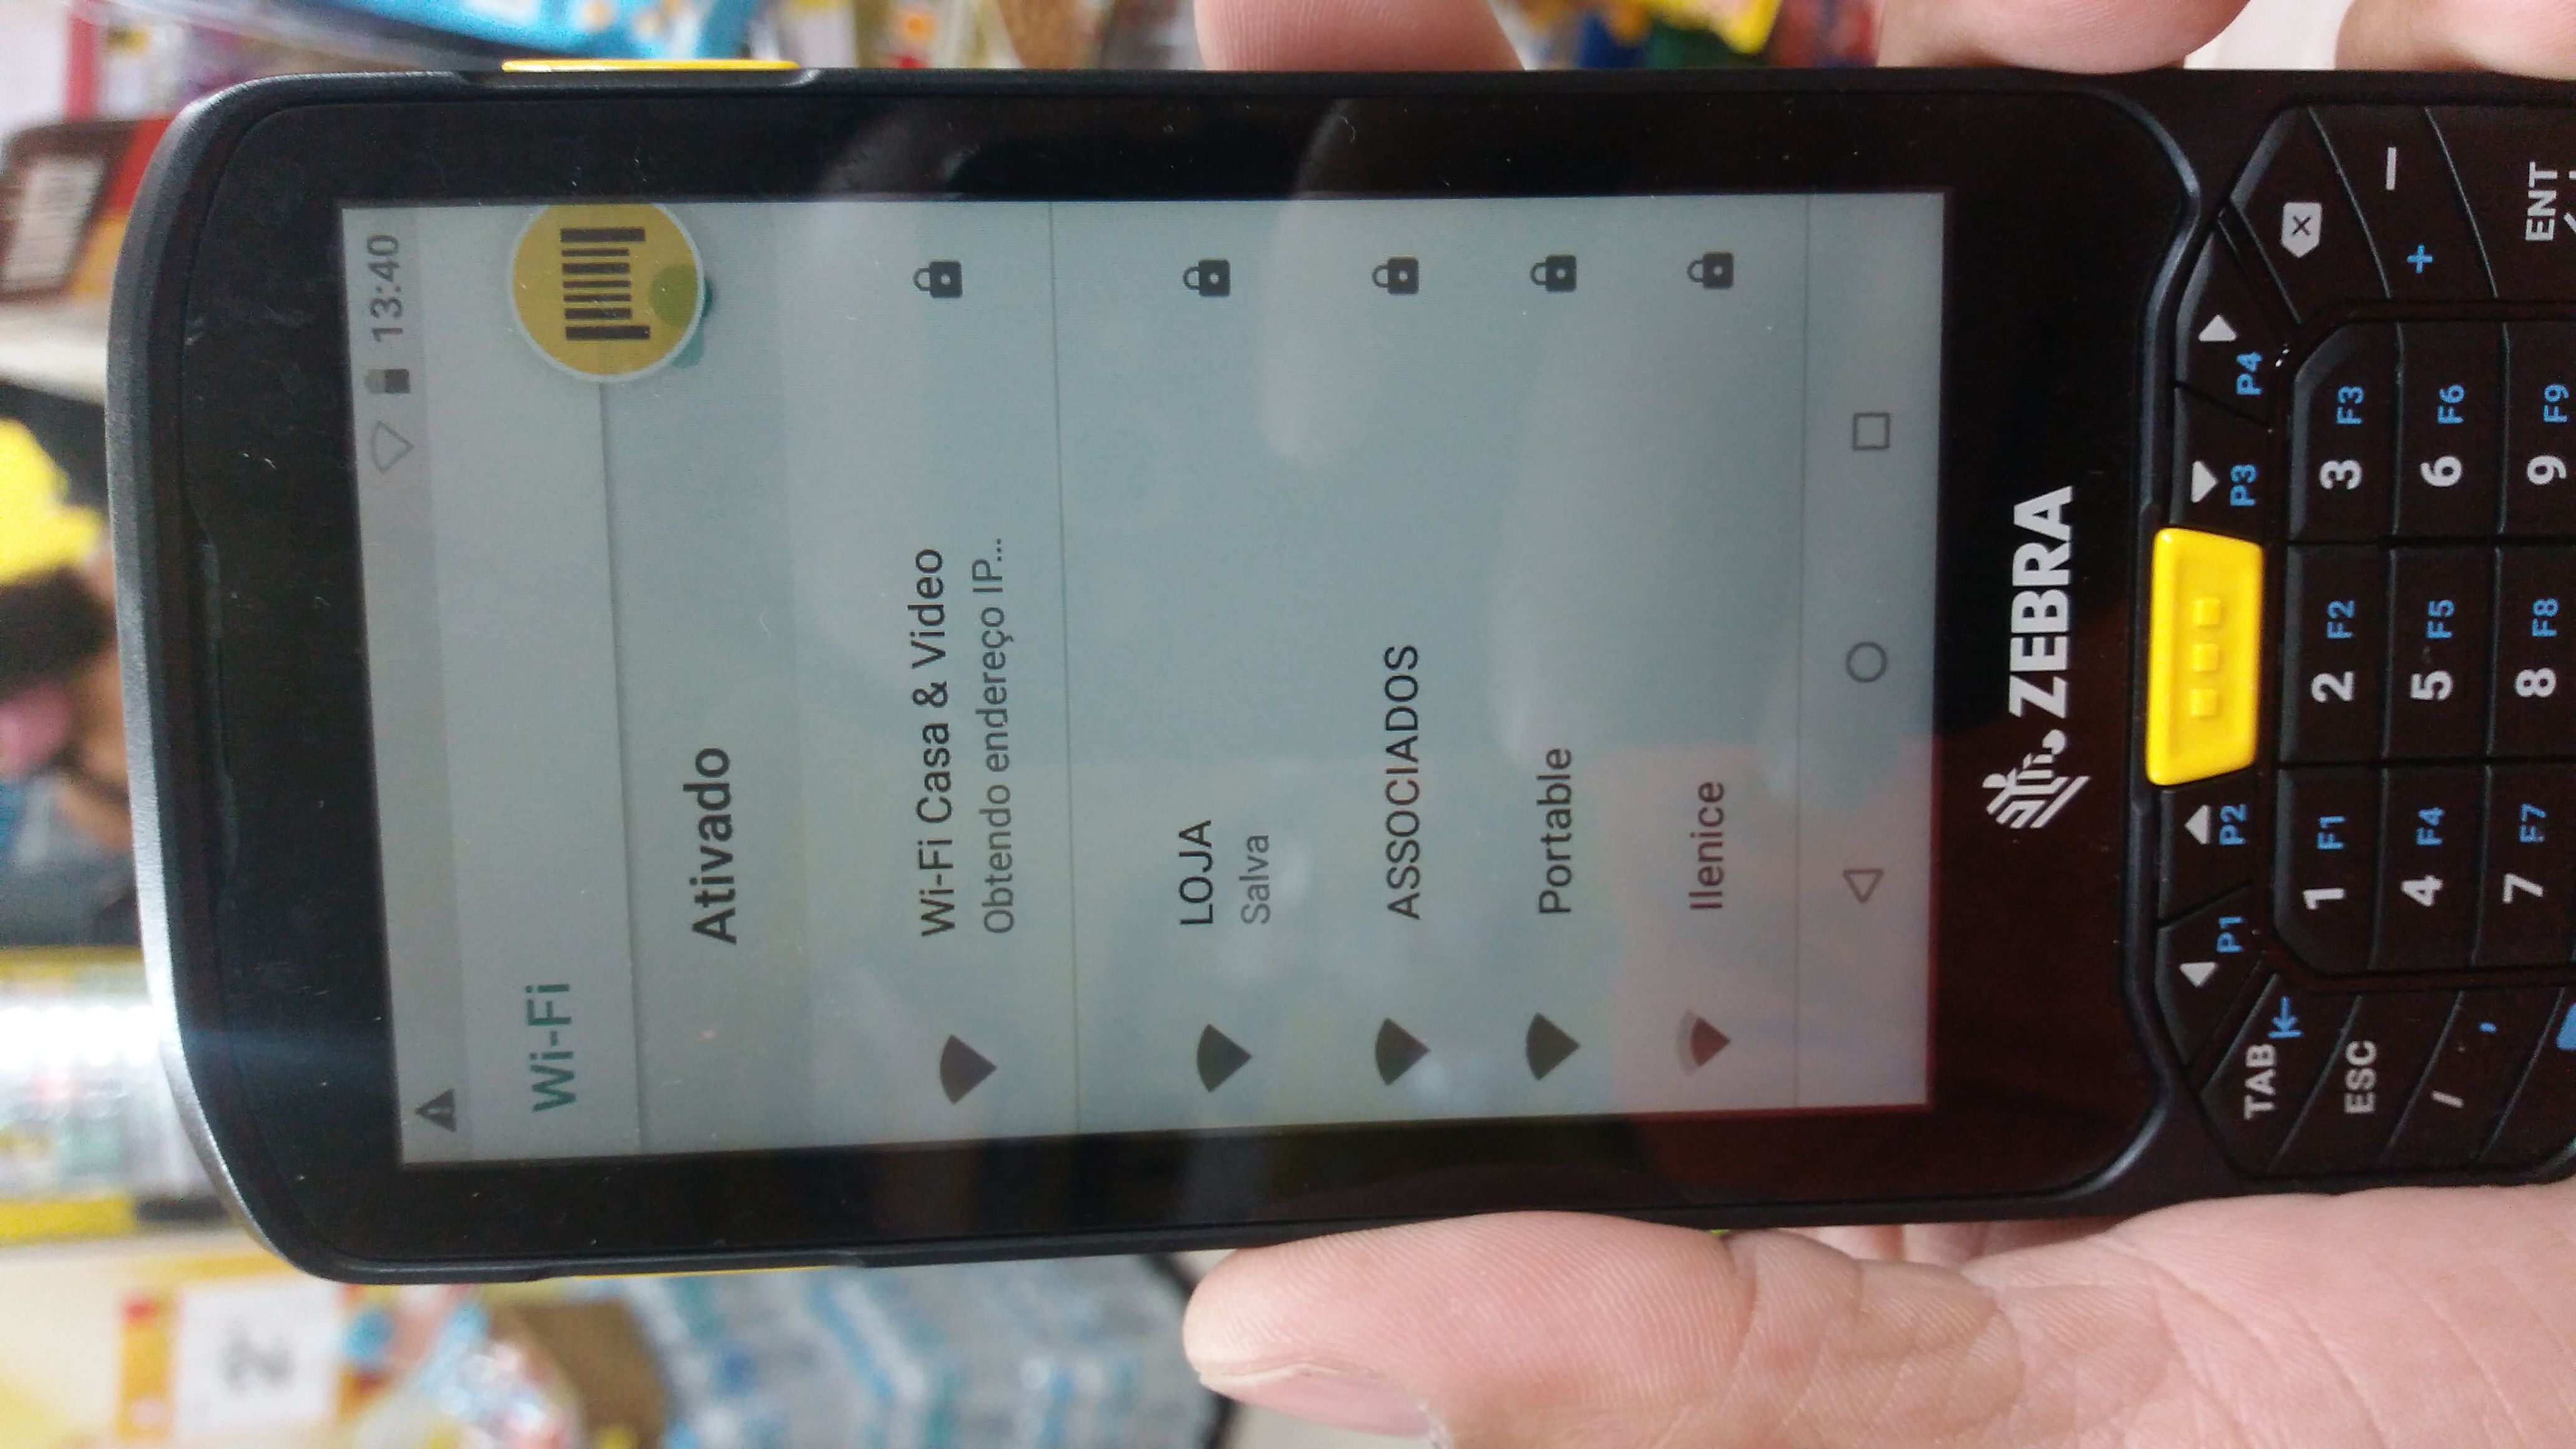 13:40
Wi-Fi
Ativado
Wi-Fi Casa & Video
Obtendo endereço IP...
LOJA
Salva
ASSOCIADOS
Portable
Ilenice
ZEBRA
P1 P2 P3 P4
TAB
1 F1 2 F2 3 F3
ESC
4 F4 5 F5 6 F6
+ −
/ ,
7 F7 8 F8 9 F9
ENT
2